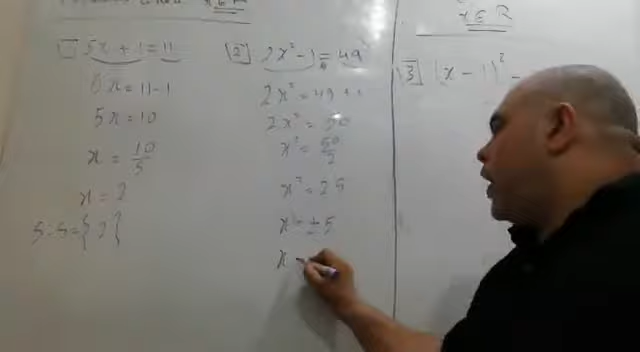 x ∈ R
[1] 5x + 1 = 11
5x = 11 - 1
5x = 10
x = 10/5
x = 2
S.S = { 2 }
[2] 2x² - 1 = 49
2x² = 49 + 1
2x² = 50
x² = 50/2
x² = 25
x = ± 5
x
x ∈ R
[3] (x - 1)² -